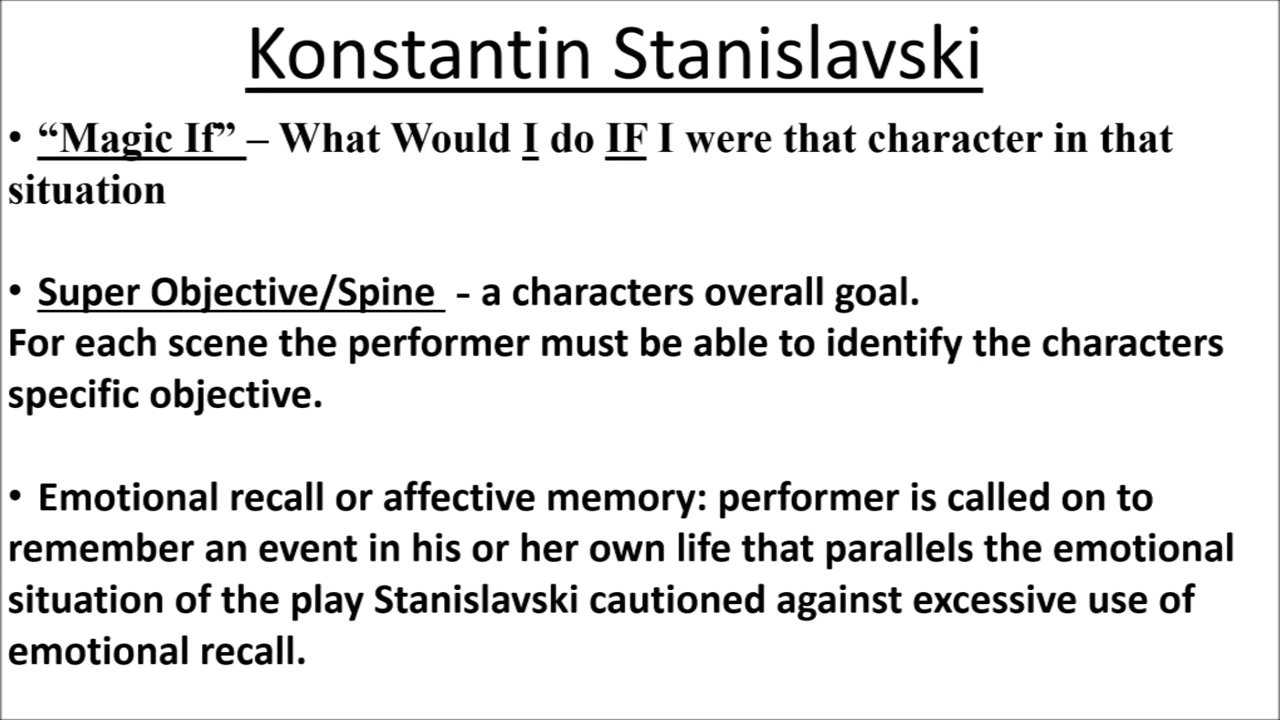 Konstantin Stanislavski
• “Magic If” – What Would I do IF I were that character in that
situation
• Super Objective/Spine - a characters overall goal.
For each scene the performer must be able to identify the characters
specific objective.
• Emotional recall or affective memory: performer is called on to
remember an event in his or her own life that parallels the emotional
situation of the play Stanislavski cautioned against excessive use of
emotional recall.